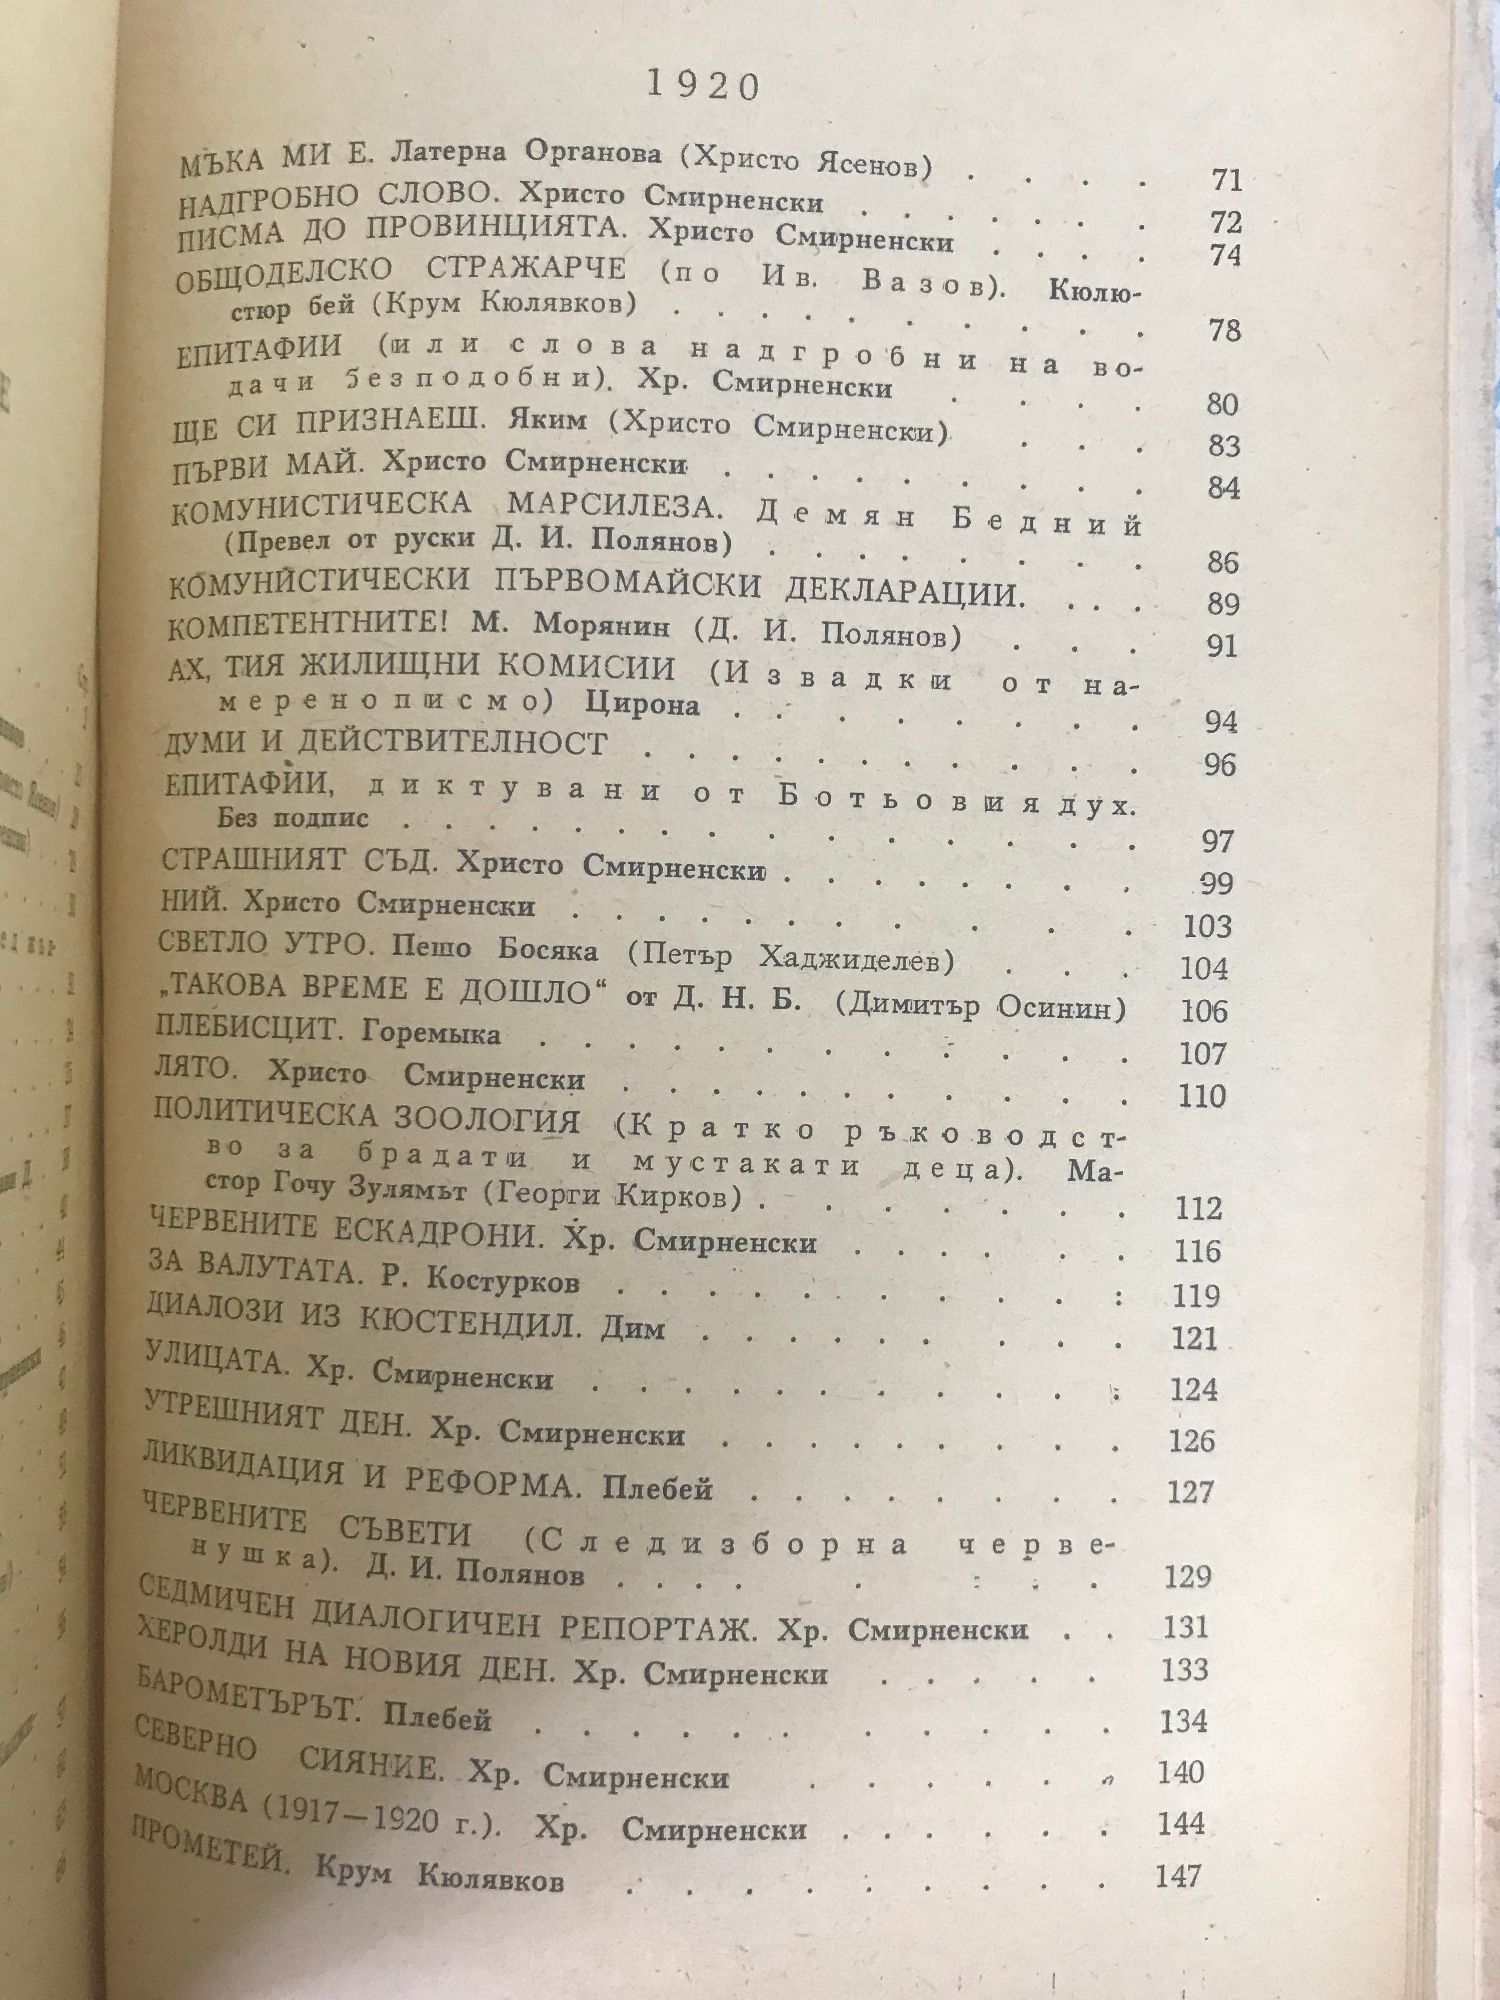 1920
МЪКА МИ Е. Латерна Органова (Христо Ясенов) . . . . 71
НАДГРОБНО СЛОВО. Христо Смирненски . . . . . . . 72
ПИСМА ДО ПРОВИНЦИЯТА. Христо Смирненски . . . . 74
ОБЩОДЕЛСКО СТРАЖАРЧЕ (по Ив. Вазов). Кюлю-
стюр бей (Крум Кюлявков) . . . . . . . . . 78
ЕПИТАФИИ (или слова надгробни на во-
дачи безподобни). Хр. Смирненски . . . . 80
ЩЕ СИ ПРИЗНАЕШ. Яким (Христо Смирненски) . . . 83
ПЪРВИ МАЙ. Христо Смирненски . . . . . . . . . 84
КОМУНИСТИЧЕСКА МАРСИЛЕЗА. Демян Бедний
(Превел от руски Д. И. Полянов) . . . . . . . . 86
КОМУНИСТИЧЕСКИ ПЪРВОМАЙСКИ ДЕКЛАРАЦИИ. . . . 89
КОМПЕТЕНТНИТЕ! М. Морянин (Д. И. Полянов) . . . 91
АХ, ТИЯ ЖИЛИЩНИ КОМИСИИ (Извадки от на-
мерено писмо) Цирона . . . . . . . . 94
ДУМИ И ДЕЙСТВИТЕЛНОСТ . . . . . . . . . . . 96
ЕПИТАФИИ, диктувани от Ботьовия дух.
Без подпис . . . . . . . . . . . . . . 97
СТРАШНИЯТ СЪД. Христо Смирненски . . . . . . . . 99
НИЙ. Христо Смирненски . . . . . . . . . . . 103
СВЕТЛО УТРО. Пешо Босяка (Петър Хаджиделев) . . . 104
„ТАКОВА ВРЕМЕ Е ДОШЛО“ от Д. Н. Б. (Димитър Осинин) 106
ПЛЕБИСЦИТ. Горемыка . . . . . . . . . . . . 107
ЛЯТО. Христо Смирненски . . . . . . . . . . 110
ПОЛИТИЧЕСКА ЗООЛОГИЯ (Кратко ръководст-
во за брадати и мустакати деца). Ма-
стор Гочу Зулямът (Георги Кирков) . . . . . . . 112
ЧЕРВЕНИТЕ ЕСКАДРОНИ. Хр. Смирненски . . . . . . 116
ЗА ВАЛУТАТА. Р. Костурков . . . . . . . . . . : 119
ДИАЛОЗИ ИЗ КЮСТЕНДИЛ. Дим . . . . . . . . . 121
УЛИЦАТА. Хр. Смирненски . . . . . . . . . . : 124
УТРЕШНИЯТ ДЕН. Хр. Смирненски . . . . . . . . . 126
ЛИКВИДАЦИЯ И РЕФОРМА. Плебей . . . . . . . . 127
ЧЕРВЕНИТЕ СЪВЕТИ (Следизборна черве-
нушка). Д. И. Полянов . . . . . : . . 129
СЕДМИЧЕН ДИАЛОГИЧЕН РЕПОРТАЖ. Хр. Смирненски . . 131
ХЕРОЛДИ НА НОВИЯ ДЕН. Хр. Смирненски . . . . . 133
БАРОМЕТЪРЪТ. Плебей . . . . . . . . . . . 134
СЕВЕРНО СИЯНИЕ. Хр. Смирненски . . . . . . 140
МОСКВА (1917—1920 г.). Хр. Смирненски . . . . . . 144
ПРОМЕТЕЙ. Крум Кюлявков . . . . . . . . . 147